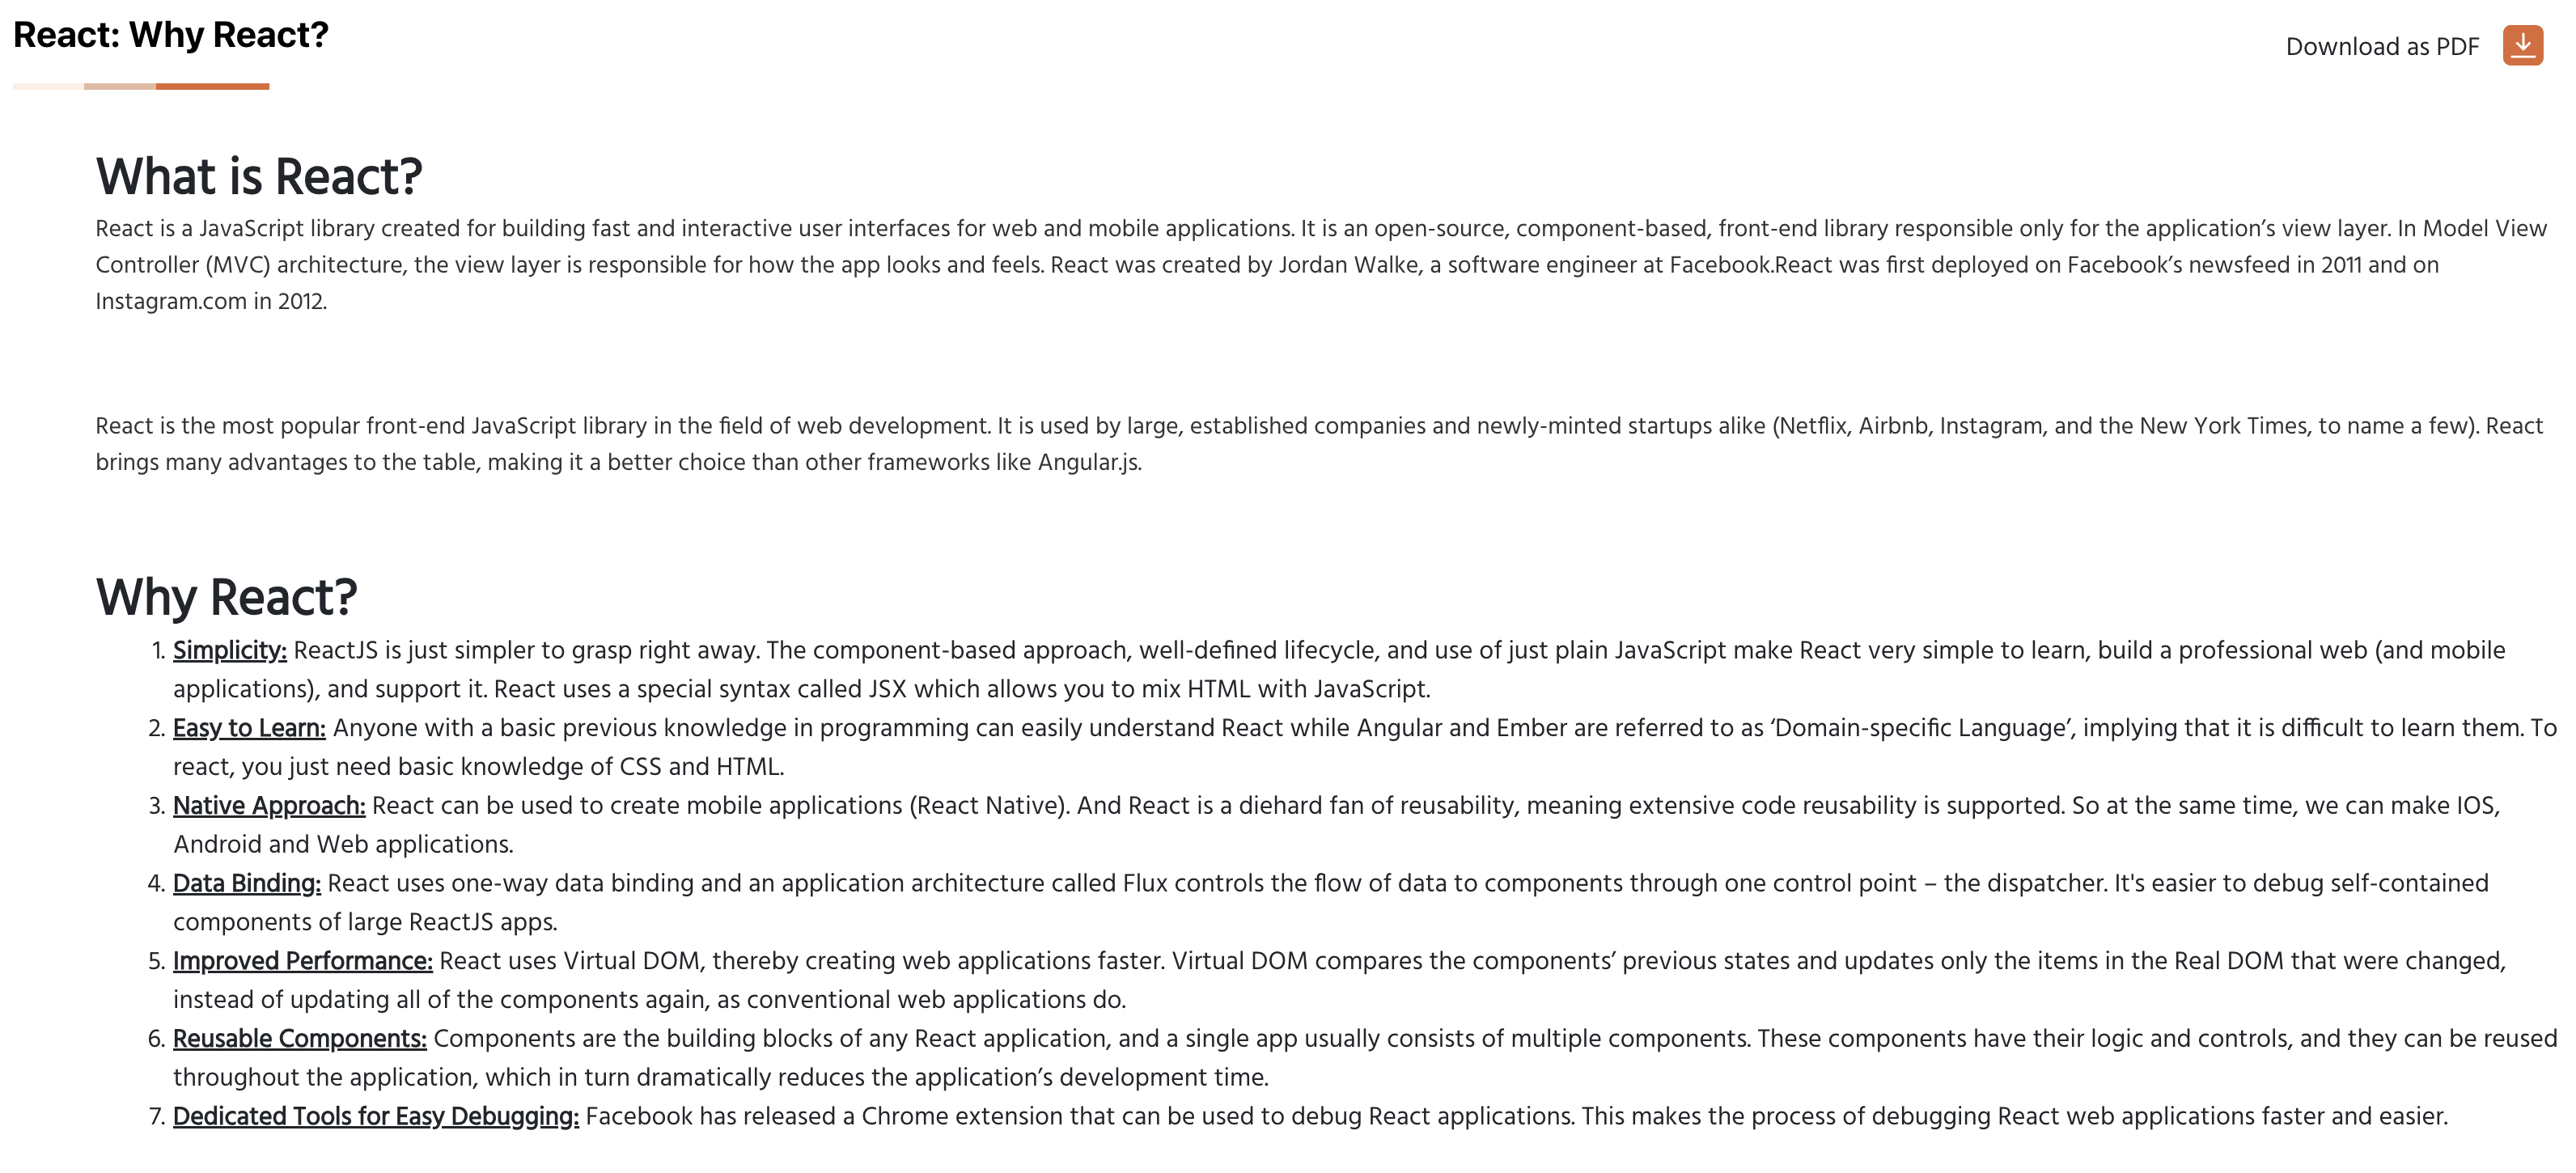 React: Why React?
Download as PDF
What is React?
React is a JavaScript library created for building fast and interactive user interfaces for web and mobile applications. It is an open-source, component-based, front-end library responsible only for the application’s view layer. In Model View
Controller (MVC) architecture, the view layer is responsible for how the app looks and feels. React was created by Jordan Walke, a software engineer at Facebook.React was first deployed on Facebook’s newsfeed in 2011 and on
Instagram.com in 2012.
React is the most popular front-end JavaScript library in the field of web development. It is used by large, established companies and newly-minted startups alike (Netflix, Airbnb, Instagram, and the New York Times, to name a few). React
brings many advantages to the table, making it a better choice than other frameworks like Angular.js.
Why React?
1. Simplicity: ReactJS is just simpler to grasp right away. The component-based approach, well-defined lifecycle, and use of just plain JavaScript make React very simple to learn, build a professional web (and mobile
applications), and support it. React uses a special syntax called JSX which allows you to mix HTML with JavaScript.
2. Easy to Learn: Anyone with a basic previous knowledge in programming can easily understand React while Angular and Ember are referred to as ‘Domain-specific Language’, implying that it is difficult to learn them. To
react, you just need basic knowledge of CSS and HTML.
3. Native Approach: React can be used to create mobile applications (React Native). And React is a diehard fan of reusability, meaning extensive code reusability is supported. So at the same time, we can make IOS,
Android and Web applications.
4. Data Binding: React uses one-way data binding and an application architecture called Flux controls the flow of data to components through one control point – the dispatcher. It's easier to debug self-contained
components of large ReactJS apps.
5. Improved Performance: React uses Virtual DOM, thereby creating web applications faster. Virtual DOM compares the components’ previous states and updates only the items in the Real DOM that were changed,
instead of updating all of the components again, as conventional web applications do.
6. Reusable Components: Components are the building blocks of any React application, and a single app usually consists of multiple components. These components have their logic and controls, and they can be reused
throughout the application, which in turn dramatically reduces the application’s development time.
7. Dedicated Tools for Easy Debugging: Facebook has released a Chrome extension that can be used to debug React applications. This makes the process of debugging React web applications faster and easier.